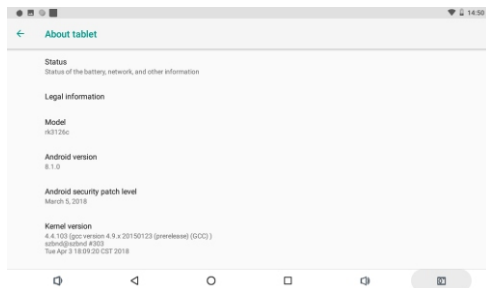 14:50
About tablet
Status
Status of the battery, network, and other information
Legal information
Model
rk3126c
Android version
8.1.0
Android security patch level
March 5, 2018
Kernel version
4.4.103 (gcc version 4.9.x 20150123 (prerelease) (GCC) )
szbnd@szbnd #303
Tue Apr 3 18:09:20 CST 2018